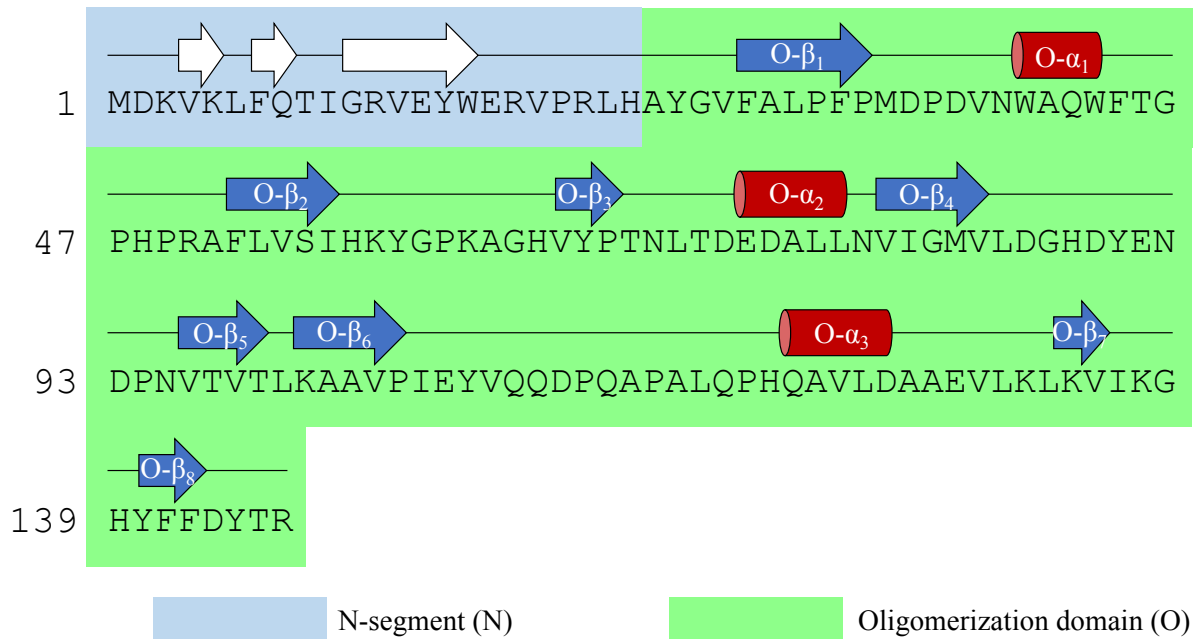 O-β₁ O-α₁
1 MDKVKLFQTIGRVEYWERVPRLHAYGVFALPFPMDPDVNWAQWFTG
O-β₂ O-β₃ O-α₂ O-β₄
47 PHPRAFLVSIHKYGPKAGHVYPTNLTDEDALLNVIGMVLDGHDYEN
O-β₅ O-β₆ O-α₃ O-β₇
93 DPNVTVTLKAAVPIEYVQQDPQAPALQPHQAVLDAAEVLKLKVIKG
O-β₈
139 HYFFDYTR
N-segment (N) Oligomerization domain (O)